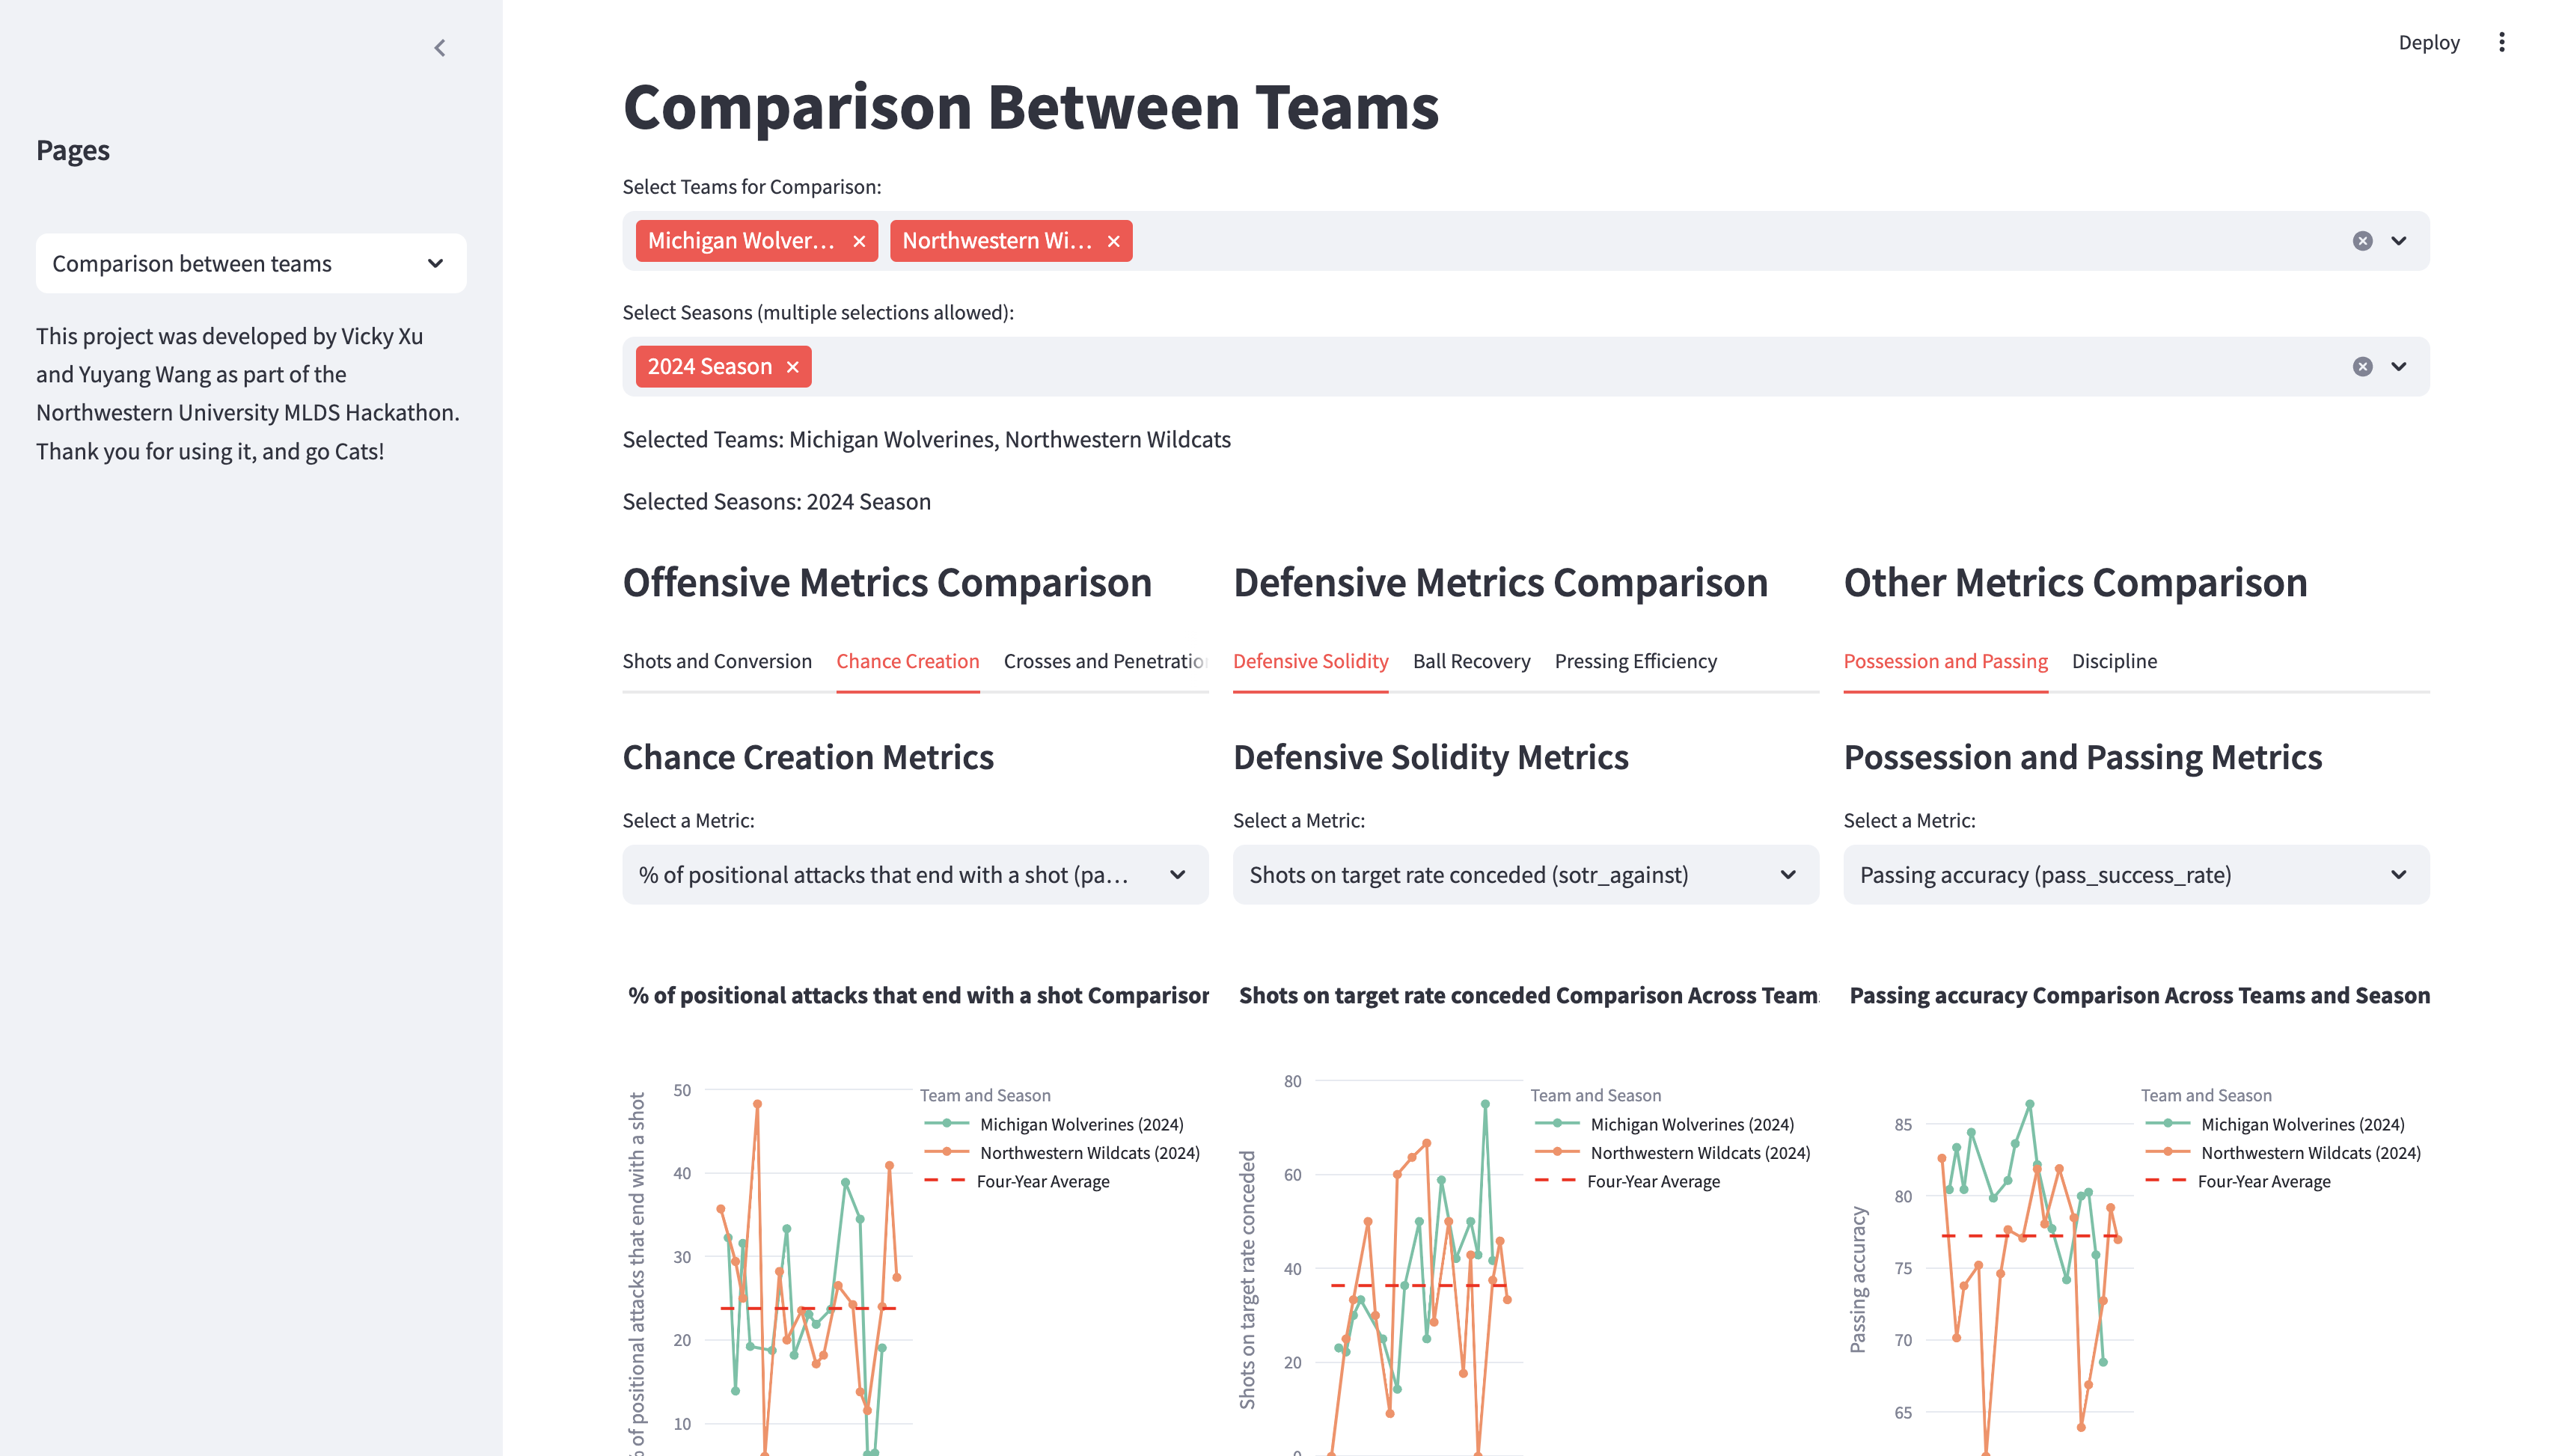 Deploy
Pages
Comparison between teams
This project was developed by Vicky Xu
and Yuyang Wang as part of the
Northwestern University MLDS Hackathon.
Thank you for using it, and go Cats!
Comparison Between Teams
Select Teams for Comparison:
Michigan Wolver... Northwestern Wi...
Select Seasons (multiple selections allowed):
2024 Season
Selected Teams: Michigan Wolverines, Northwestern Wildcats
Selected Seasons: 2024 Season
Offensive Metrics Comparison
Shots and Conversion Chance Creation Crosses and Penetratio
Chance Creation Metrics
Select a Metric:
% of positional attacks that end with a shot (pa...
% of positional attacks that end with a shot Comparison
% of positional attacks that end with a shot
50
40
30
20
10
Team and Season
Michigan Wolverines (2024)
Northwestern Wildcats (2024)
Four-Year Average
Defensive Metrics Comparison
Defensive Solidity Ball Recovery Pressing Efficiency
Defensive Solidity Metrics
Select a Metric:
Shots on target rate conceded (sotr_against)
Shots on target rate conceded Comparison Across Team
Shots on target rate conceded
80
60
40
20
0
Team and Season
Michigan Wolverines (2024)
Northwestern Wildcats (2024)
Four-Year Average
Other Metrics Comparison
Possession and Passing Discipline
Possession and Passing Metrics
Select a Metric:
Passing accuracy (pass_success_rate)
Passing accuracy Comparison Across Teams and Season
Passing accuracy
85
80
75
70
65
Team and Season
Michigan Wolverines (2024)
Northwestern Wildcats (2024)
Four-Year Average